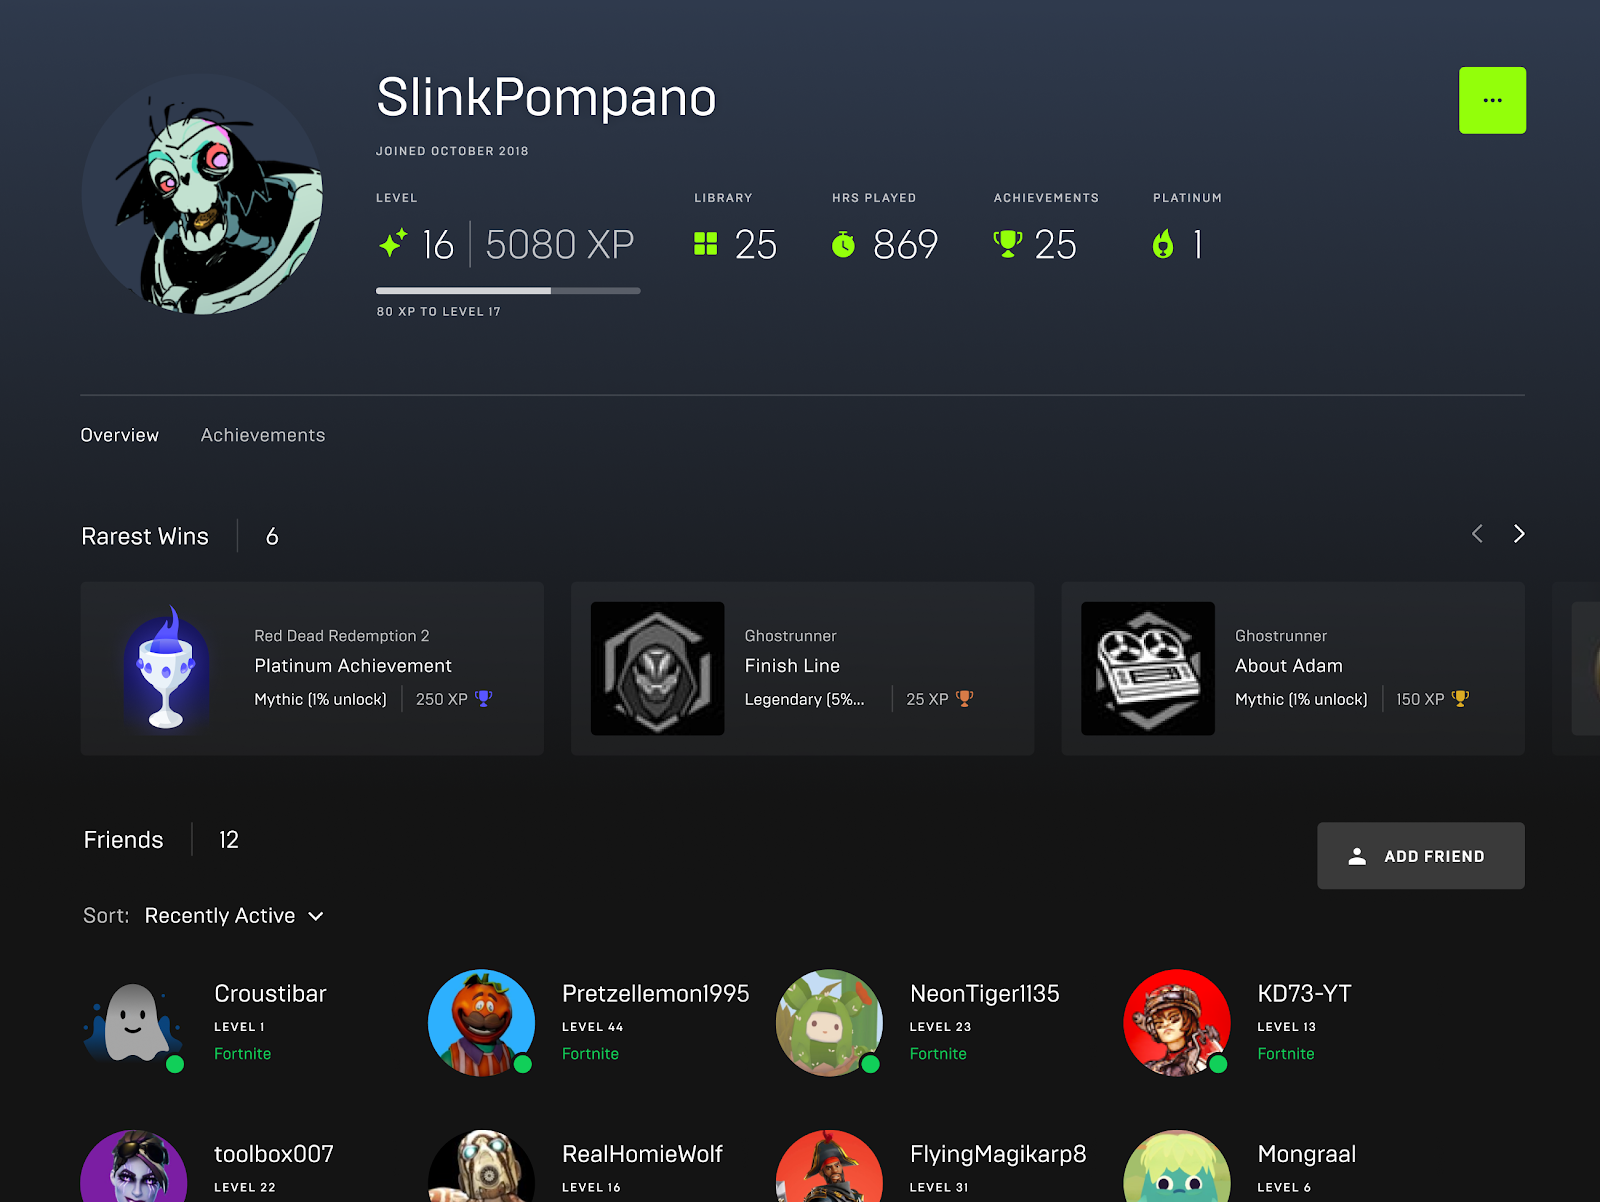 SlinkPompano
...
JOINED OCTOBER 2018
LEVEL LIBRARY HRS PLAYED ACHIEVEMENTS PLATINUM
16 5080 XP 25 869 25 1
80 XP TO LEVEL 17
Overview Achievements
Rarest Wins 6
Red Dead Redemption 2
Platinum Achievement
Mythic (1% unlock) 250 XP
Ghostrunner
Finish Line
Legendary (5%... 25 XP
Ghostrunner
About Adam
Mythic (1% unlock) 150 XP
Friends 12
ADD FRIEND
Sort: Recently Active
Croustibar
LEVEL 1
Fortnite
Pretzellemon1995
LEVEL 44
Fortnite
NeonTiger1135
LEVEL 23
Fortnite
KD73-YT
LEVEL 13
Fortnite
toolbox007
LEVEL 22
RealHomieWolf
LEVEL 16
FlyingMagikarp8
LEVEL 31
Mongraal
LEVEL 6